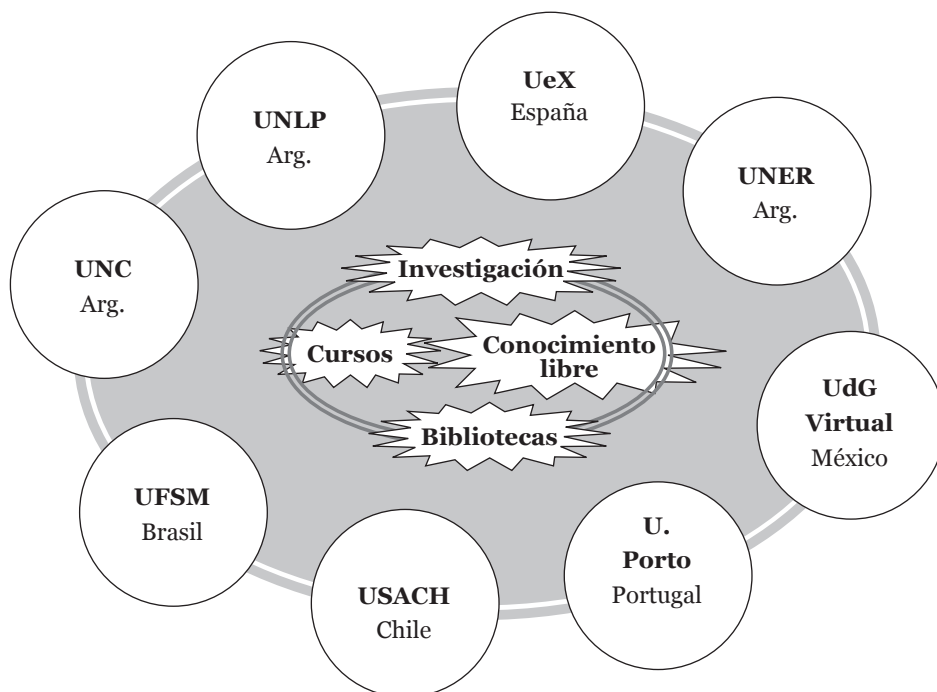 UeX
España
UNLP
Arg.
UNER
Arg.
UNC
Arg.
Investigación
Cursos
Conocimiento
libre
Bibliotecas
UdG
Virtual
México
UFSM
Brasil
U.
Porto
Portugal
USACH
Chile